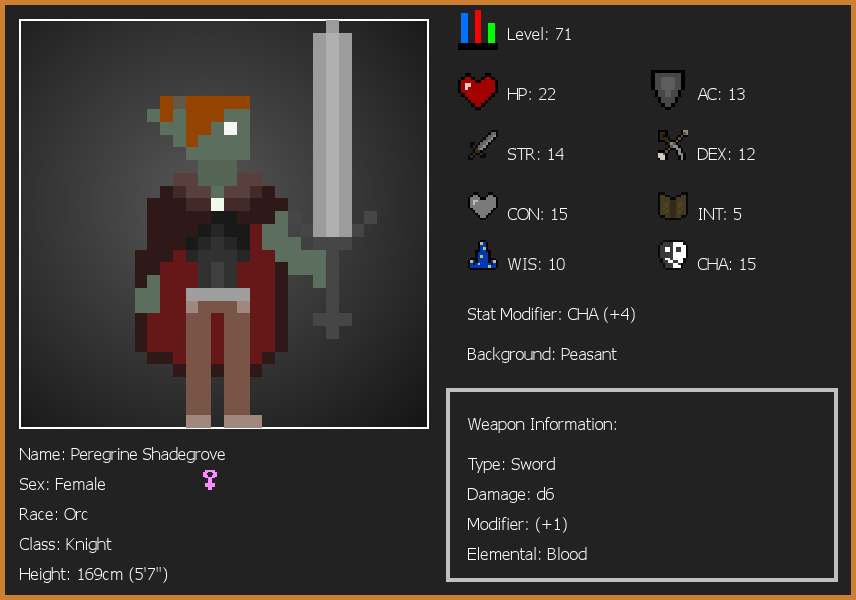 Level: 71
HP: 22
AC: 13
STR: 14
DEX: 12
CON: 15
INT: 5
WIS: 10
CHA: 15
Stat Modifier: CHA (+4)
Background: Peasant
Weapon Information:
Type: Sword
Damage: d6
Modifier: (+1)
Elemental: Blood
Name: Peregrine Shadegrove
Sex: Female
Race: Orc
Class: Knight
Height: 169cm (5'7")